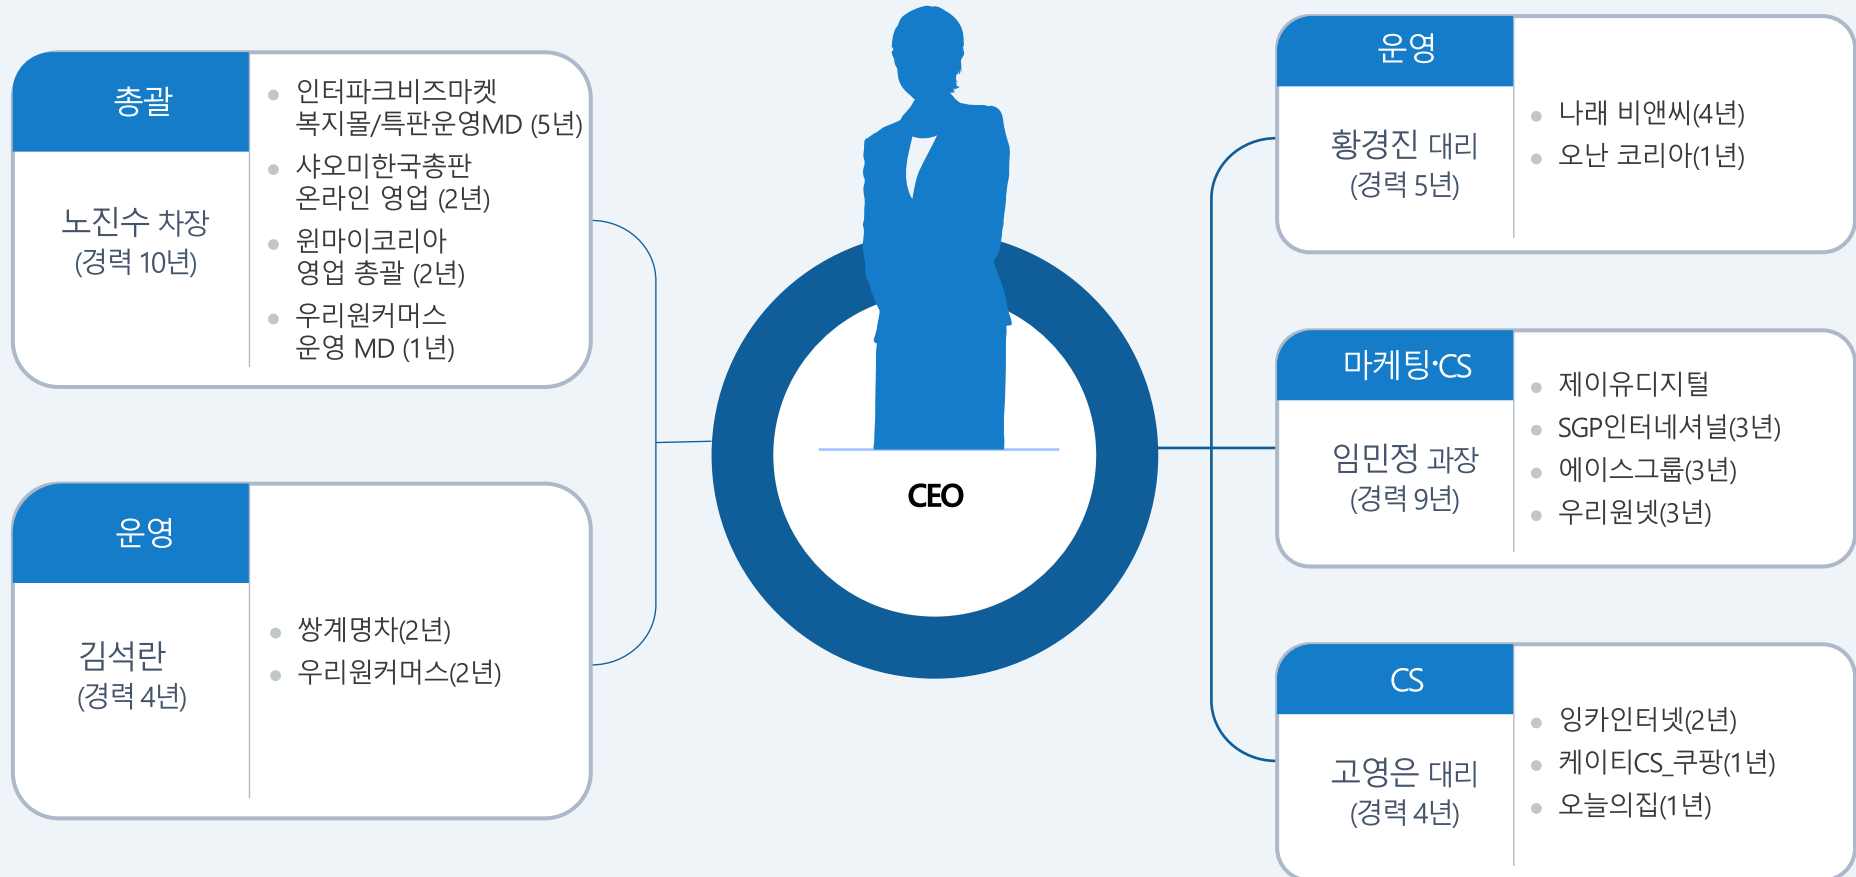 총괄
노진수 차장
(경력 10년)
인터파크비즈마켓
복지몰/특판운영MD (5년)
샤오미한국총판
온라인 영업 (2년)
윈마이코리아
영업 총괄 (2년)
우리원커머스
운영 MD (1년)
운영
김석란
(경력 4년)
쌍계명차(2년)
우리원커머스(2년)
CEO
운영
황경진 대리
(경력 5년)
나래 비앤씨(4년)
오난 코리아(1년)
마케팅·CS
임민정 과장
(경력 9년)
제이유디지털
SGP인터네셔널(3년)
에이스그룹(3년)
우리원넷(3년)
CS
고영은 대리
(경력 4년)
잉카인터넷(2년)
케이티CS_쿠팡(1년)
오늘의집(1년)